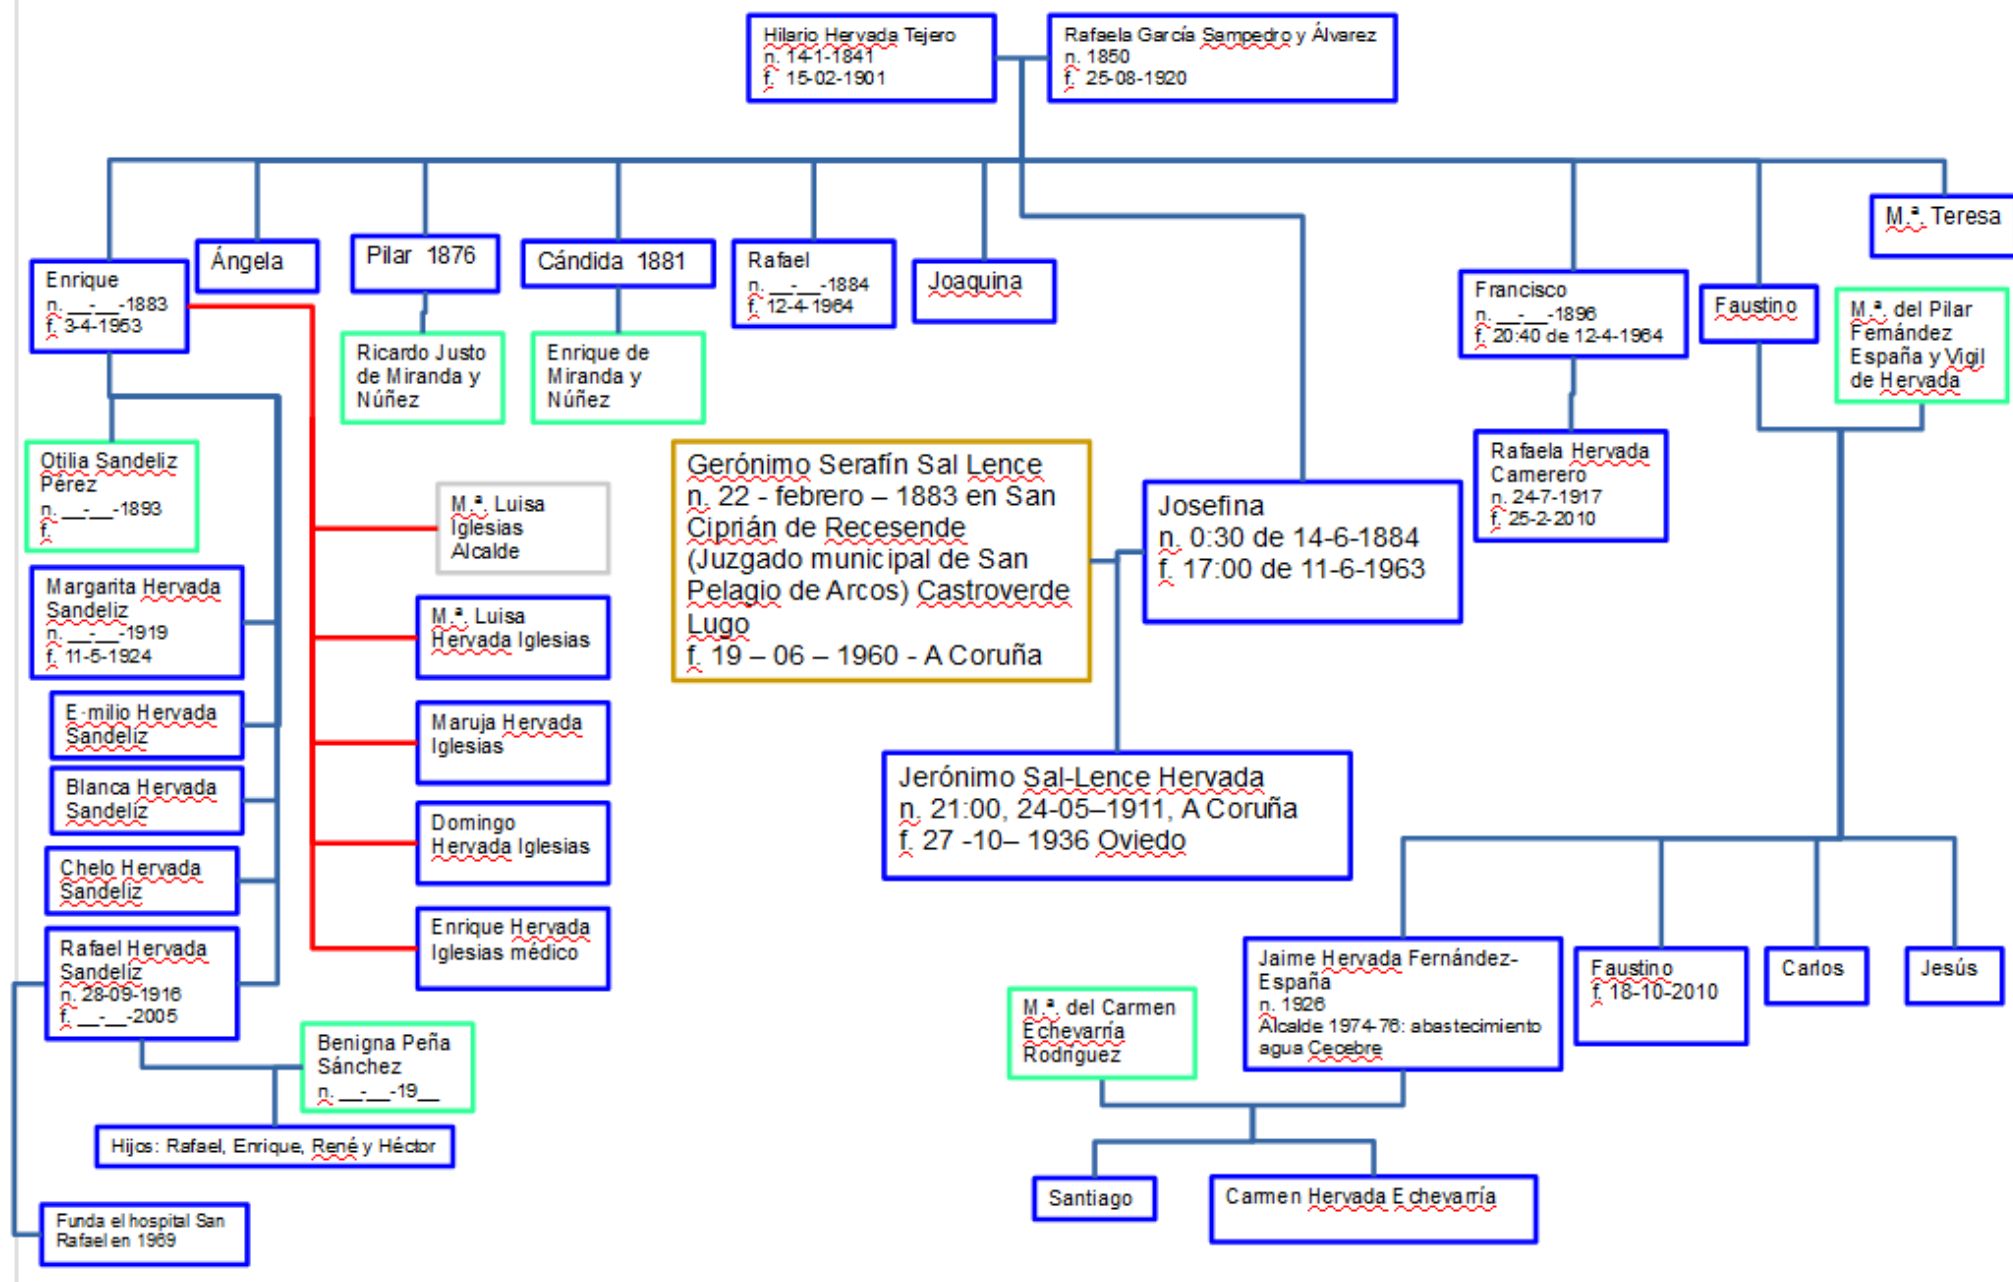 Hilario Hervada Tejero
n. 14-1-1841
f. 15-02-1901
Rafaela García Sampedro y Álvarez
n. 1850
f. 25-08-1920
Enrique
n. __-__-1883
f. 3-4-1953
Ángela
Pilar 1876
Cándida 1881
Rafael
n. __-__-1884
f. 12-4-1964
Joaquina
Francisco
n. __-__-1896
f. 20:40 de 12-4-1964
Faustino
M.ª. Teresa
M.ª. del Pilar
Fernández
España y Vigil
de Hervada
Ricardo Justo
de Miranda y
Núñez
Enrique de
Miranda y
Núñez
Otilia Sandeliz
Pérez
n. __-__-1893
f.
M.ª. Luisa
Iglesias
Alcalde
Gerónimo Serafín Sal Lence
n. 22 - febrero – 1883 en San
Ciprián de Recesende
(Juzgado municipal de San
Pelagio de Arcos) Castroverde
Lugo
f. 19 – 06 – 1960 - A Coruña
Josefina
n. 0:30 de 14-6-1884
f. 17:00 de 11-6-1963
Rafaela Hervada
Camerero
n. 24-7-1917
f. 25-2-2010
Margarita Hervada
Sandeliz
n. __-__-1919
f. 11-5-1924
M.ª. Luisa
Hervada Iglesias
E·milio Hervada
Sandeliz
Maruja Hervada
Iglesias
Blanca Hervada
Sandeliz
Domingo
Hervada Iglesias
Jerónimo Sal-Lence Hervada
n. 21:00, 24-05–1911, A Coruña
f. 27 -10– 1936 Oviedo
Chelo Hervada
Sandeliz
Enrique Hervada
Iglesias médico
Rafael Hervada
Sandeliz
n. 28-09-1916
f. __-__-2005
Benigna Peña
Sánchez
n. __-__-19__
M.ª. del Carmen
Echevarría
Rodríguez
Jaime Hervada Fernández-
España
n. 1926
Alcalde 1974-76: abastecimiento
agua Cecebre
Faustino
f. 18-10-2010
Carlos
Jesús
Hijos: Rafael, Enrique, René y Héctor
Santiago
Carmen Hervada Echevarría
Funda el hospital San
Rafael en 1969